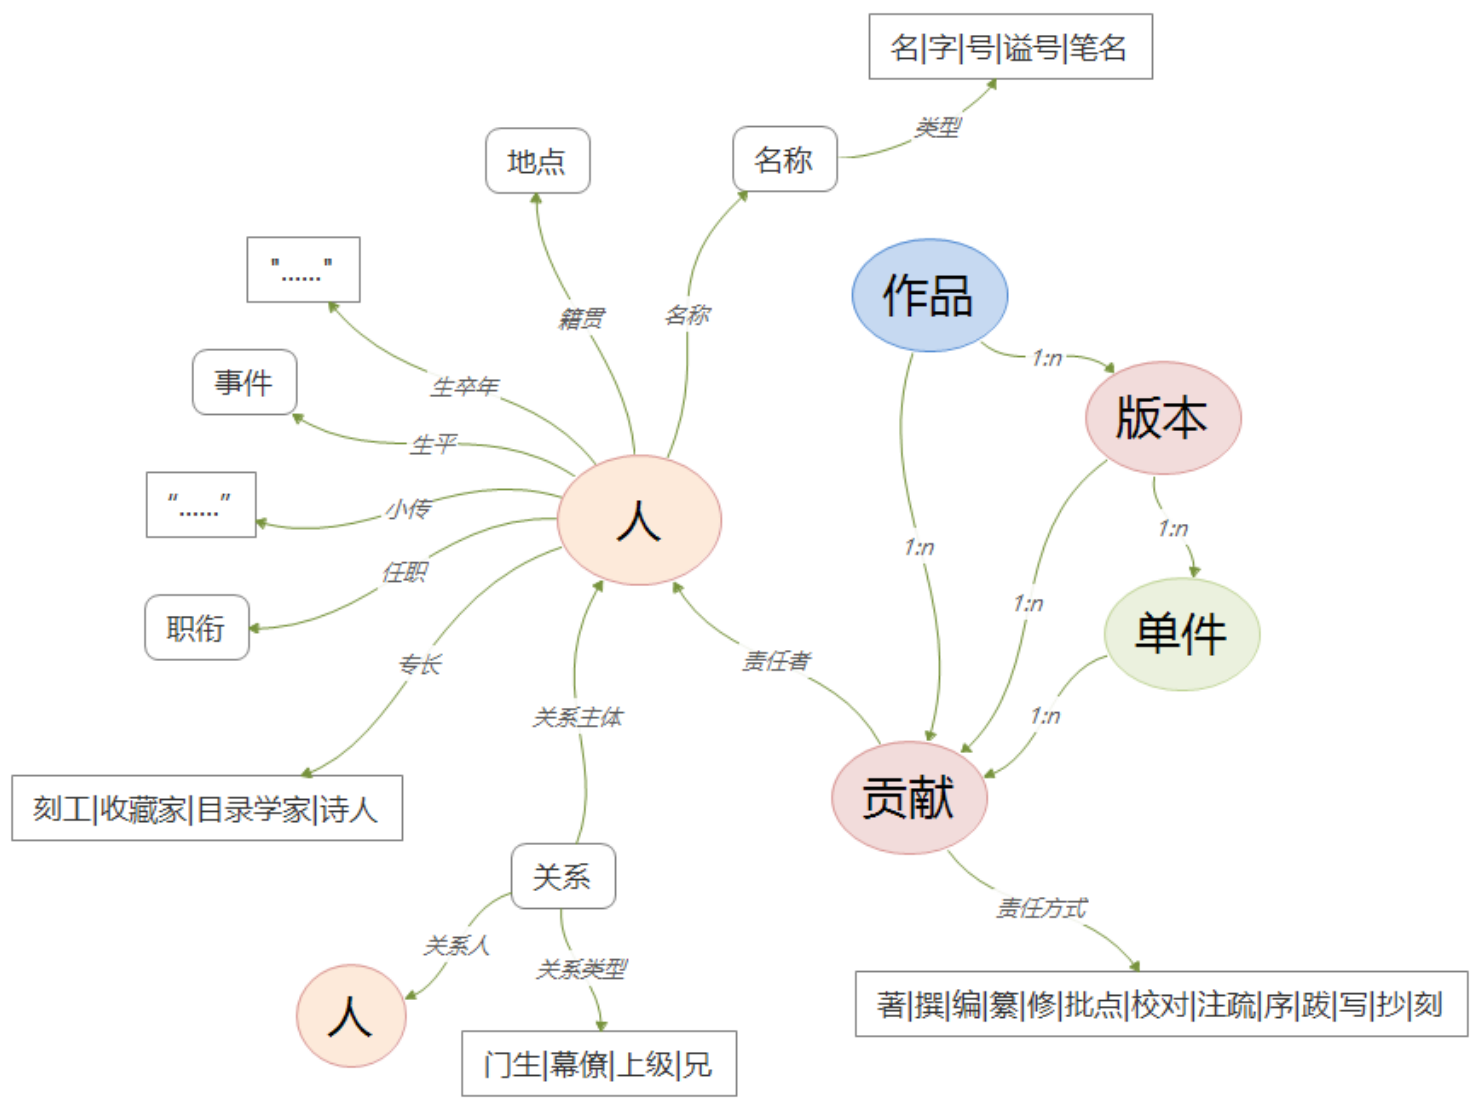 名|字|号|谥号|笔名
类型
地点
名称
"......"
作品
籍贯
名称
1:n
事件
生卒年
版本
生平
“......”
小传
人
1:n
1:n
任职
职衔
1:n
单件
专长
责任者
关系主体
1:n
刻工|收藏家|目录学家|诗人
贡献
关系
责任方式
关系人
关系类型
著|撰|编|纂|修|批点|校对|注疏|序|跋|写|抄|刻
人
门生|幕僚|上级|兄